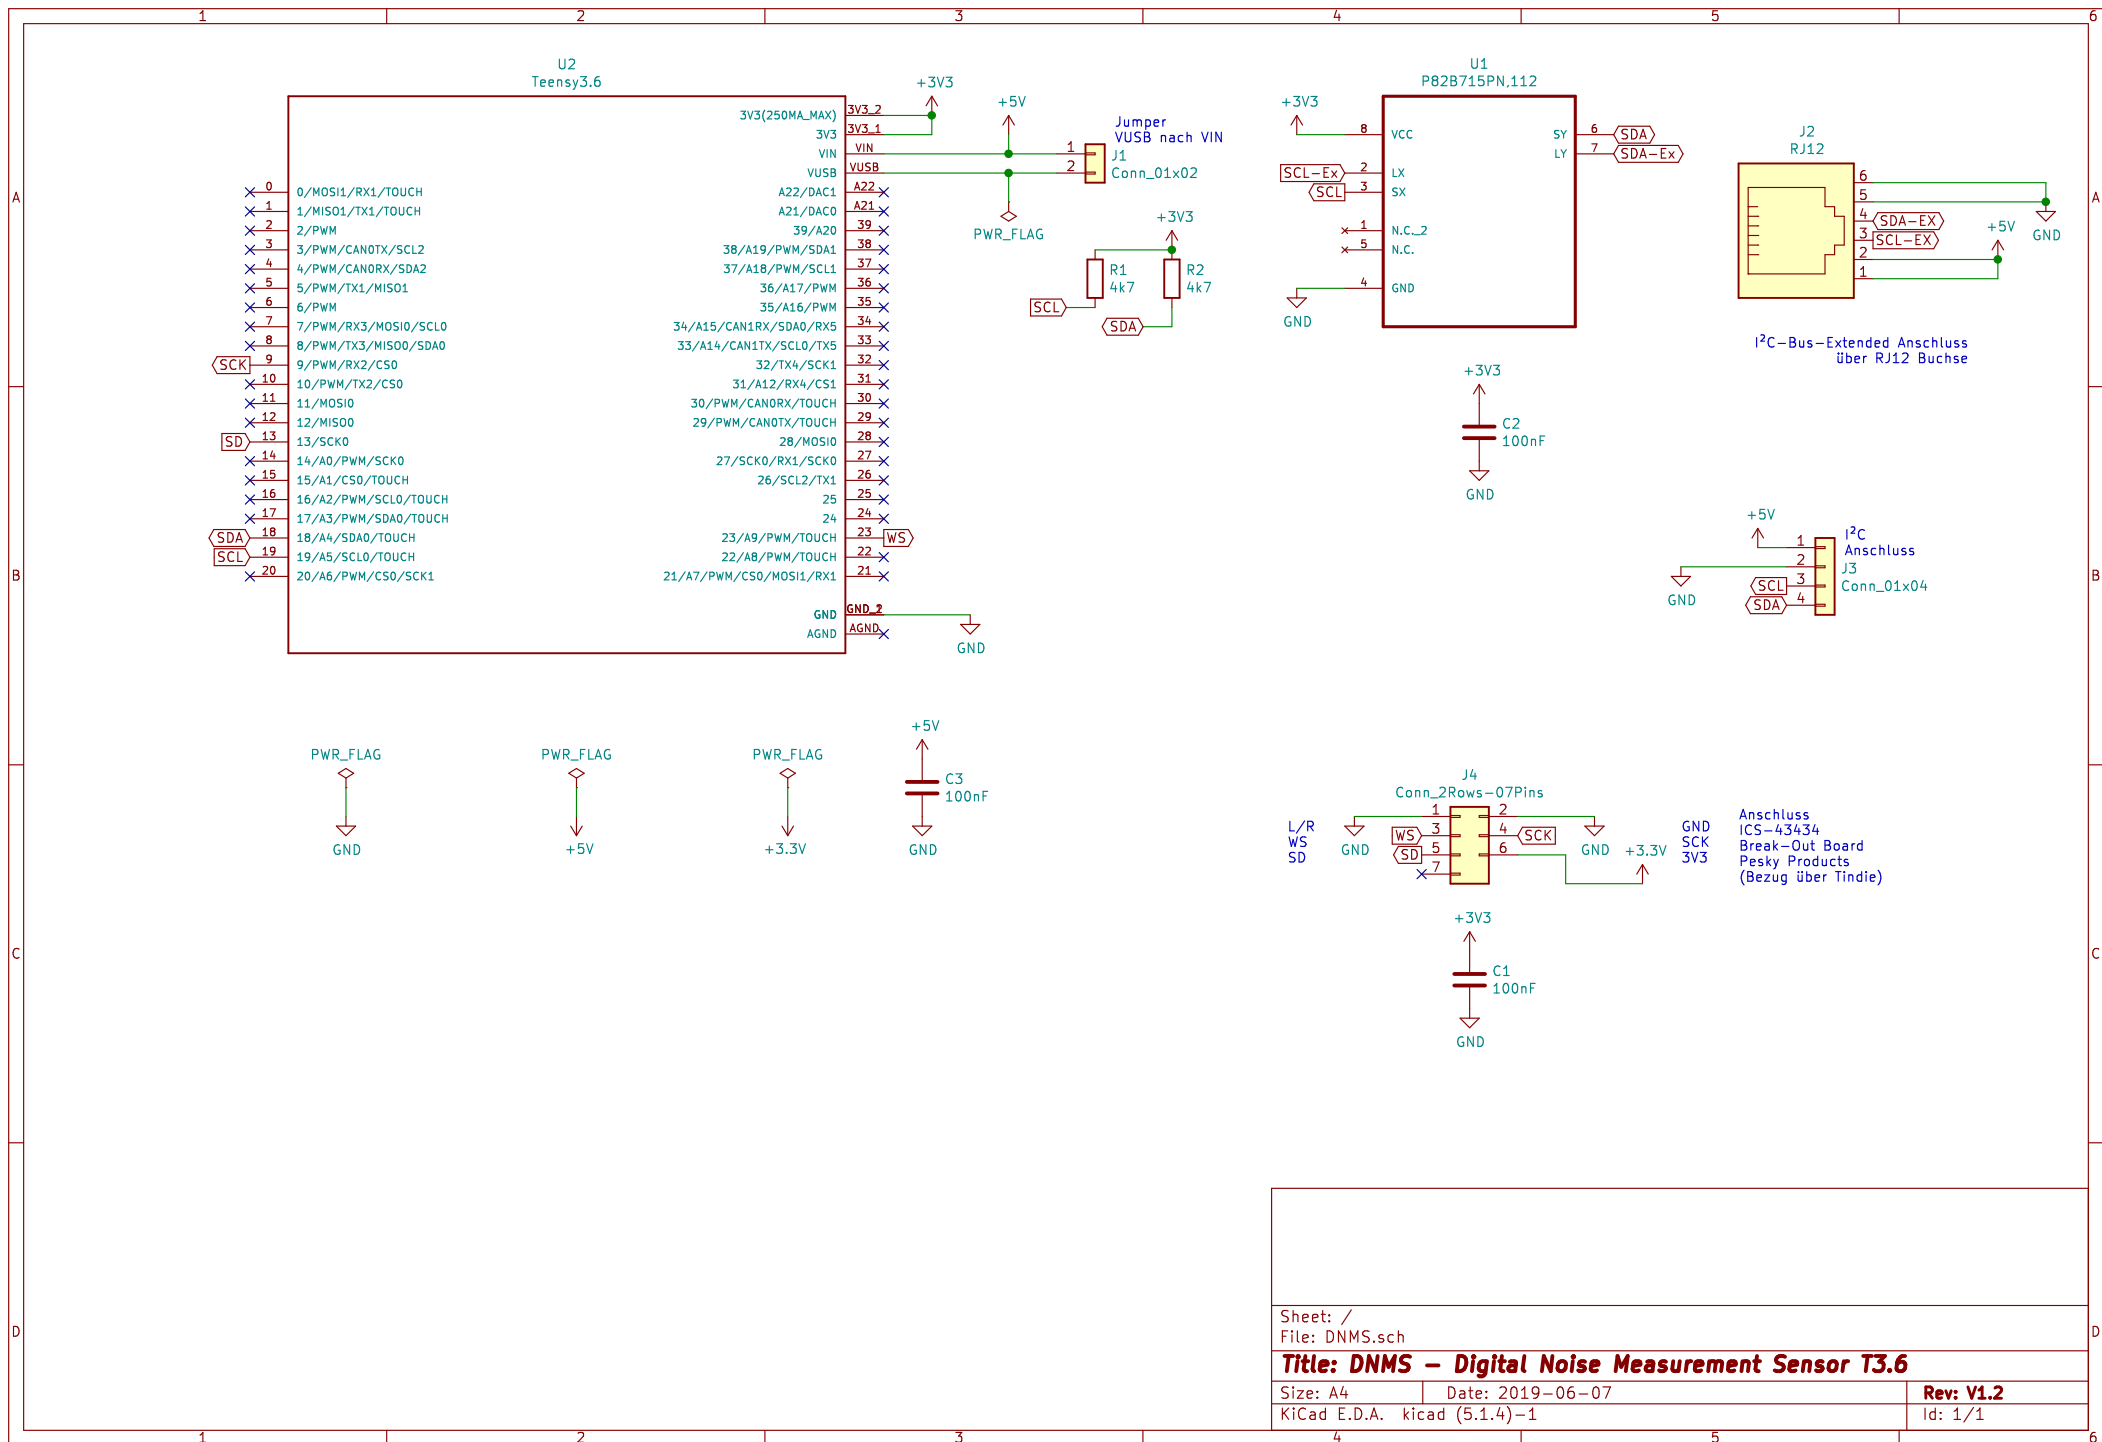 1 2 3 4 5 6
A A
B B
C C
D D
1 2 3 4 5 6
U2
Teensy3.6
0 0/MOSI1/RX1/TOUCH
1 1/MISO1/TX1/TOUCH
2 2/PWM
3 3/PWM/CAN0TX/SCL2
4 4/PWM/CAN0RX/SDA2
5 5/PWM/TX1/MISO1
6 6/PWM
7 7/PWM/RX3/MOSI0/SCL0
8 8/PWM/TX3/MISO0/SDA0
SCK 9 9/PWM/RX2/CS0
10 10/PWM/TX2/CS0
11 11/MOSI0
12 12/MISO0
SD 13 13/SCK0
14 14/A0/PWM/SCK0
15 15/A1/CS0/TOUCH
16 16/A2/PWM/SCL0/TOUCH
17 17/A3/PWM/SDA0/TOUCH
SDA 18 18/A4/SDA0/TOUCH
SCL 19 19/A5/SCL0/TOUCH
20 20/A6/PWM/CS0/SCK1
3V3(250MA_MAX) 3V3_2
3V3 3V3_1
VIN VIN
VUSB VUSB
A22/DAC1 A22
A21/DAC0 A21
39/A20 39
38/A19/PWM/SDA1 38
37/A18/PWM/SCL1 37
36/A17/PWM 36
35/A16/PWM 35
34/A15/CAN1RX/SDA0/RX5 34
33/A14/CAN1TX/SCL0/TX5 33
32/TX4/SCK1 32
31/A12/RX4/CS1 31
30/PWM/CAN0RX/TOUCH 30
29/PWM/CAN0TX/TOUCH 29
28/MOSI0 28
27/SCK0/RX1/SCK0 27
26/SCL2/TX1 26
25 25
24 24
23/A9/PWM/TOUCH 23 WS
22/A8/PWM/TOUCH 22
21/A7/PWM/CS0/MOSI1/RX1 21
GND
AGND AGND
GND
+3V3
+5V
PWR_FLAG
Jumper
VUSB nach VIN
1 J1
2 Conn_01x02
+3V3
R1
4k7
R2
4k7
SCL
SDA
U1
P82B715PN,112
+3V3
8 VCC
SCL-Ex 2 LX
SCL 3 SX
1 N.C._2
5 N.C.
4 GND
GND
SY 6 SDA
LY 7 SDA-Ex
J2
RJ12
6
5
4 SDA-EX
3 SCL-EX
2
1
+5V
GND
I²C-Bus-Extended Anschluss
über RJ12 Buchse
+3V3
C2
100nF
GND
+5V
I²C
Anschluss
J3
Conn_01x04
1
2
SCL 3
SDA 4
GND
PWR_FLAG
GND
PWR_FLAG
+5V
PWR_FLAG
+3.3V
+5V
C3
100nF
GND
J4
Conn_2Rows-07Pins
1 2
WS 3 4 SCK
SD 5 6
7
L/R
WS
SD
GND
GND
+3.3V
GND
SCK
3V3
Anschluss
ICS-43434
Break-Out Board
Pesky Products
(Bezug über Tindie)
+3V3
C1
100nF
GND
Sheet: /
File: DNMS.sch
Title: DNMS – Digital Noise Measurement Sensor T3.6
Size: A4 Date: 2019-06-07 Rev: V1.2
KiCad E.D.A. kicad (5.1.4)-1 Id: 1/1